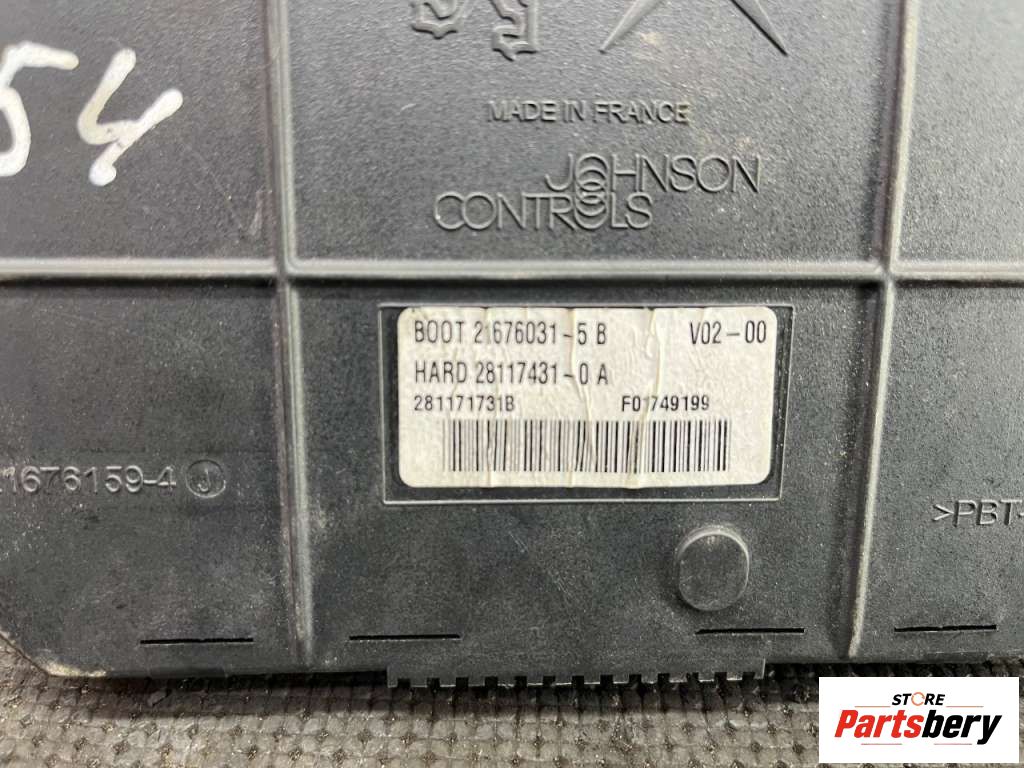 54
MADE IN FRANCE
JOHNSON
CONTROLS
BOOT 21676031-5 B V02-00
HARD 28117431-0 A
281171731B F01749199
21676159-4 J
>PBT-
STORE
Partsbery